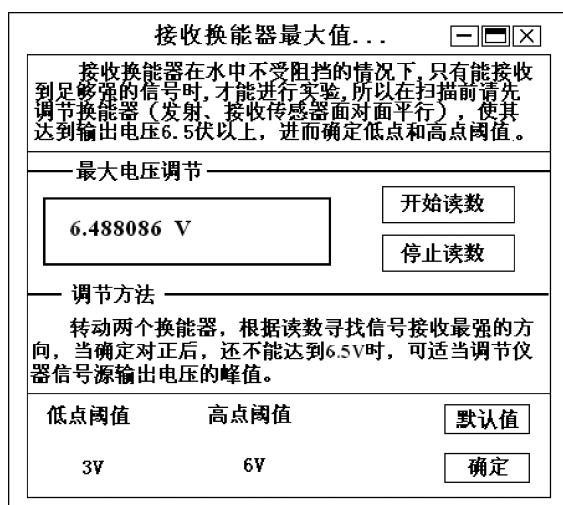 接收换能器最大值...
接收换能器在水中不受阻挡的情况下,只有能接收
到足够强的信号时,才能进行实验,所以在扫描前请先
调节换能器（发射、接收传感器面对面平行），使其
达到输出电压6.5伏以上，进而确定低点和高点阈值。
最大电压调节
6.488086 V
开始读数
停止读数
调节方法
转动两个换能器，根据读数寻找信号接收最强的方
向，当确定对正后，还不能达到6.5V时，可适当调节仪
器信号源输出电压的峰值。
低点阈值 高点阈值 默认值
3V 6V 确定